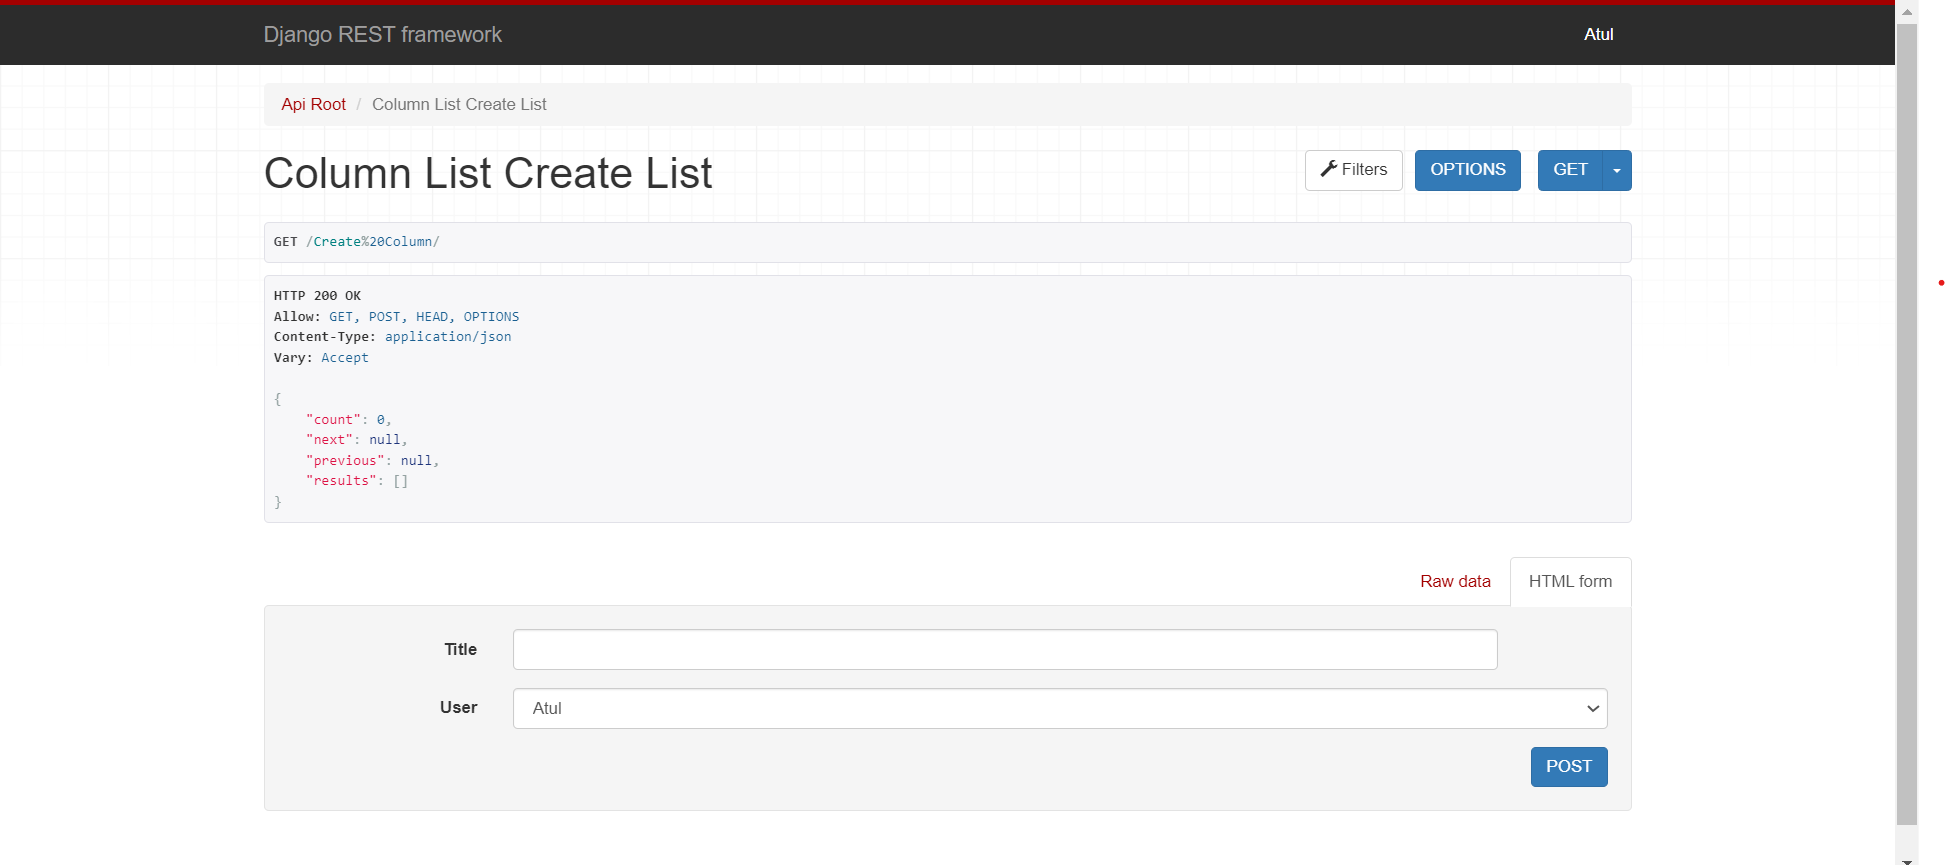 Django REST framework
Atul
Api Root / Column List Create List
Column List Create List
Filters
OPTIONS
GET
GET /Create%20Column/
HTTP 200 OK
Allow: GET, POST, HEAD, OPTIONS
Content-Type: application/json
Vary: Accept
{
    "count": 0,
    "next": null,
    "previous": null,
    "results": []
}
Raw data
HTML form
Title
User
Atul
POST